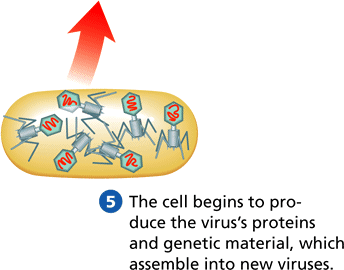 5 The cell begins to pro-
duce the virus's proteins
and genetic material, which
assemble into new viruses.